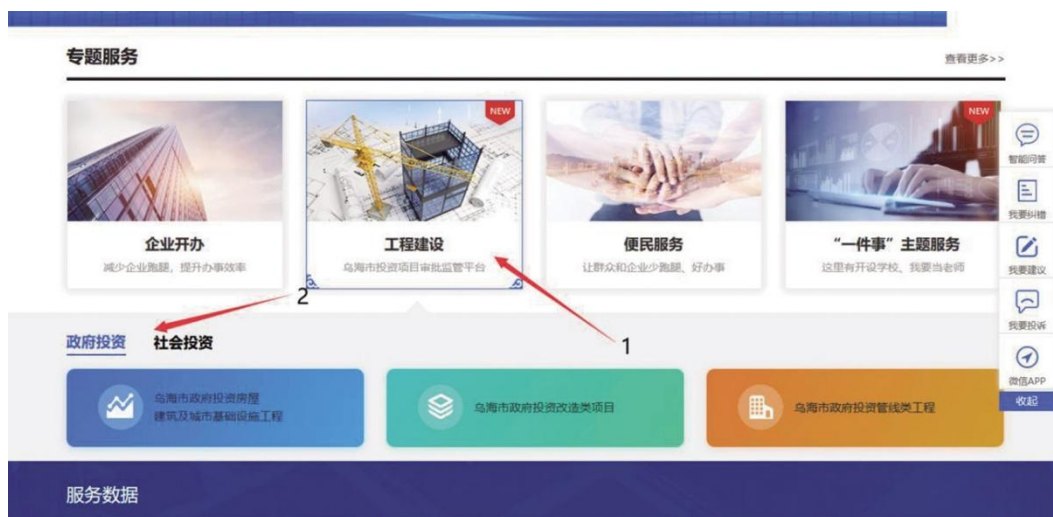 专题服务
查看更多>>
NEW
NEW
企业开办
工程建设
便民服务
“一件事”主题服务
减少企业跑腿、提升办事效率
乌海市投资项目审批监管平台
让群众和企业少跑腿、好办事
这里有开设学校、我要当老师
智能问答
我要纠错
我要建议
我要投诉
微信APP
收起
2
1
政府投资
社会投资
乌海市政府投资房屋
建筑及城市基础设施工程
乌海市政府投资改造类项目
乌海市政府投资管线类工程
服务数据